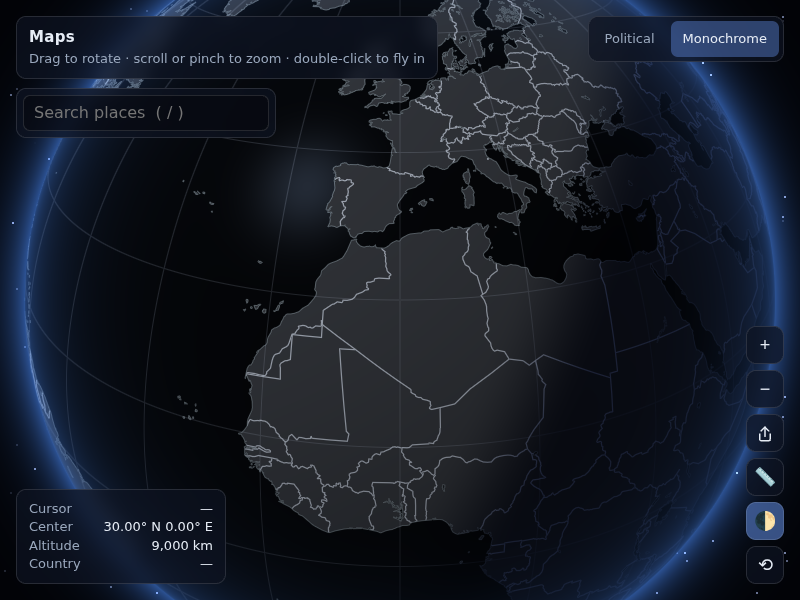 Maps
Drag to rotate · scroll or pinch to zoom · double-click to fly in
Political
Monochrome
Search places ( / )
+
−
Cursor —
Center 30.00° N 0.00° E
Altitude 9,000 km
Country —